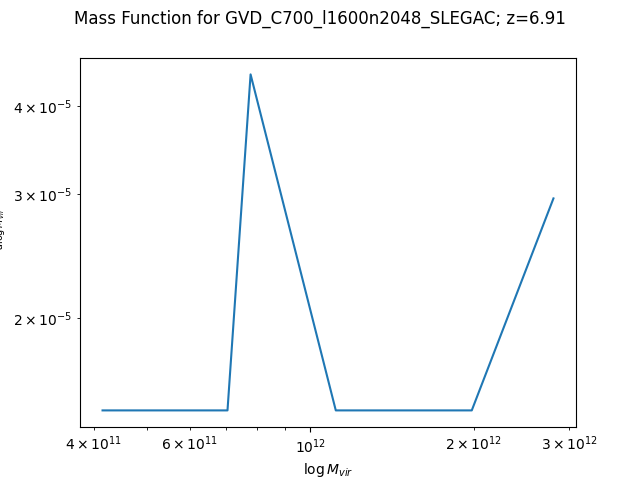 Mass Function for GVD_C700_l1600n2048_SLEGAC; z=6.91
4 × 10⁻⁵
3 × 10⁻⁵
2 × 10⁻⁵
4 × 10¹¹ 6 × 10¹¹ 10¹² 2 × 10¹² 3 × 10¹²
log M_vir